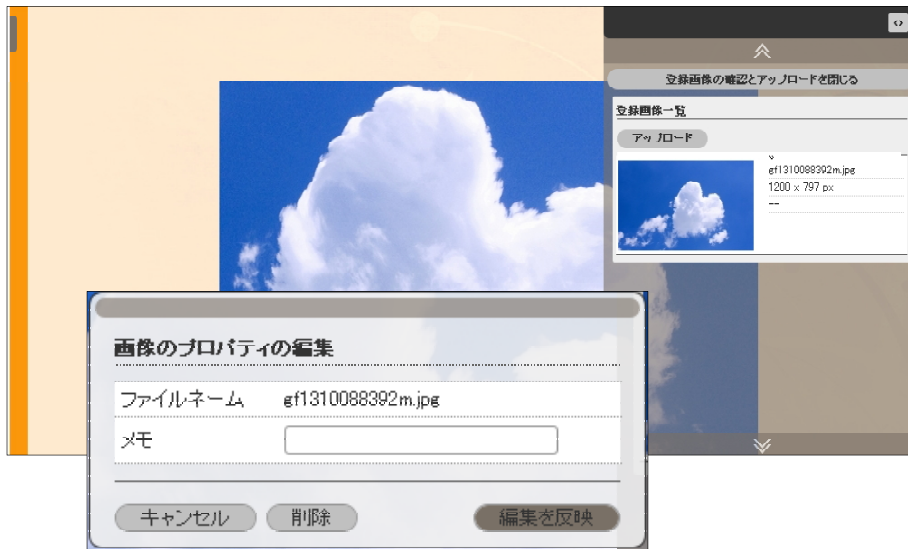 登録画像の確認とアップロードを閉じる
登録画像一覧
アップロード
gf1310088392m.jpg
1200 x 797 px
--
画像のプロパティの編集
ファイルネーム gf1310088392m.jpg
メモ
キャンセル 削除 編集を反映